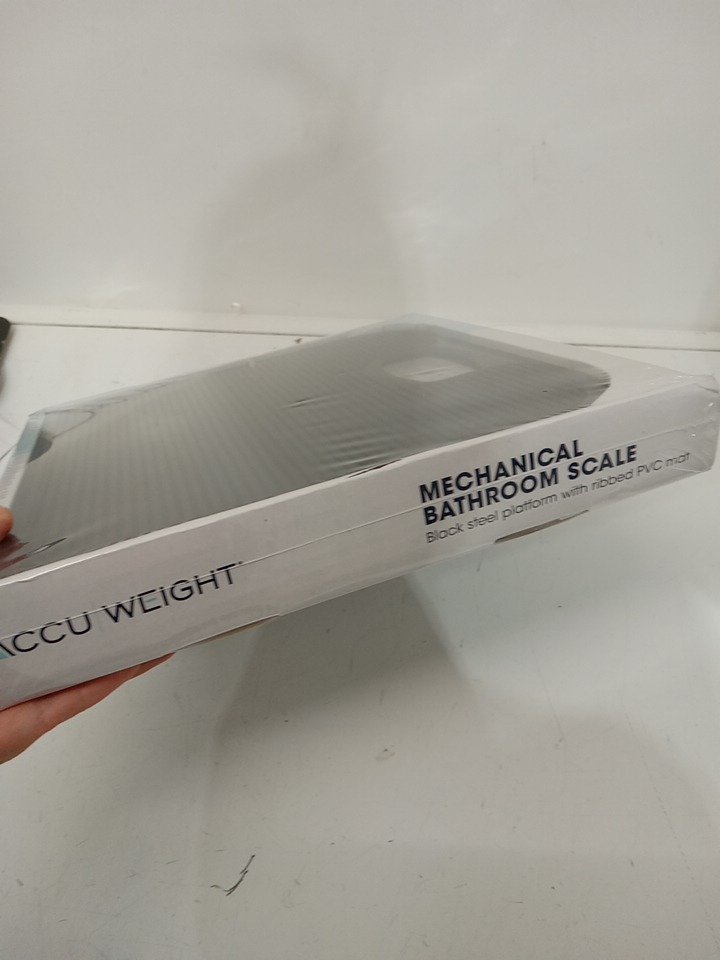 ACCU WEIGHT
MECHANICAL
BATHROOM SCALE
Black steel platform with ribbed PVC mat